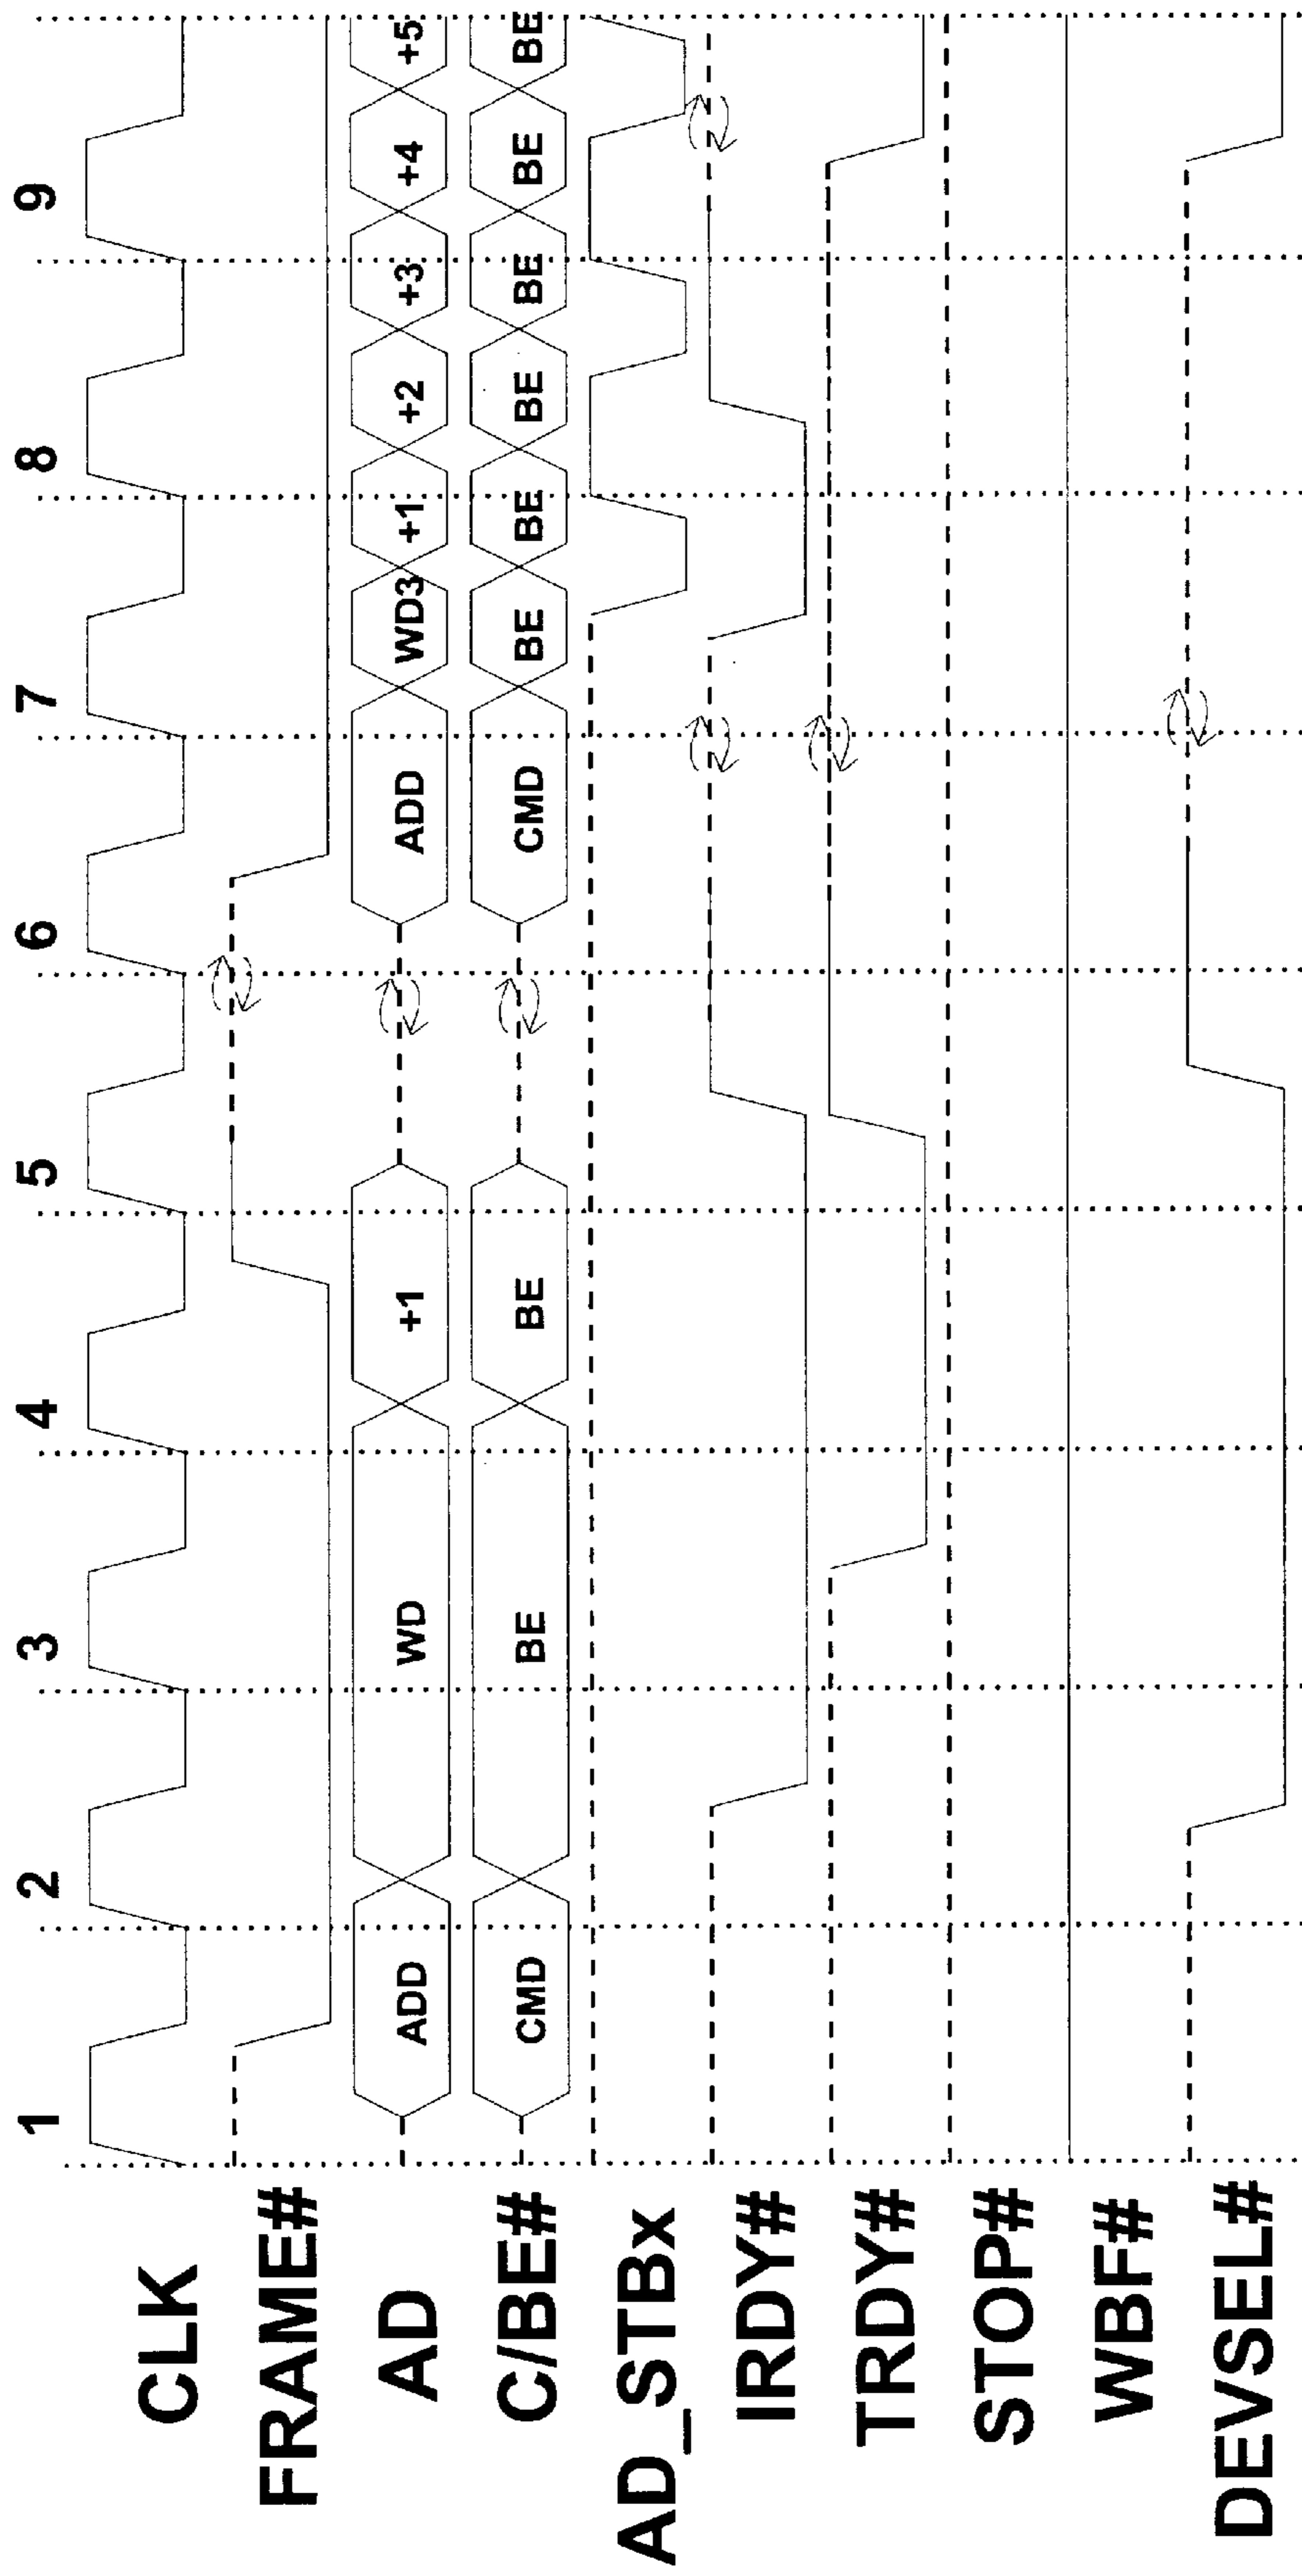 1 2 3 4 5 6 7 8 9
CLK
FRAME#
AD ADD WD +1 ADD WD3 +1 +2 +3 +4 +5
C/BE# CMD BE BE CMD BE BE BE BE BE BE
AD_STBx
IRDY#
TRDY#
STOP#
WBF#
DEVSEL#